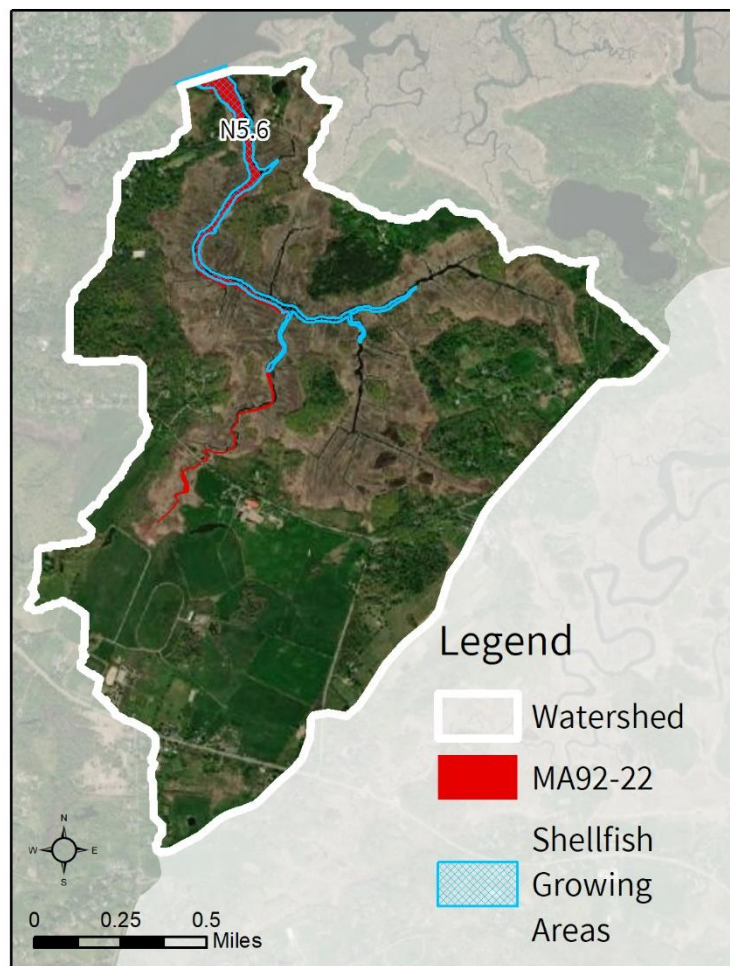 N5.6
Legend
Watershed
MA92-22
Shellfish
Growing
Areas
N
W E
S
0 0.25 0.5
Miles